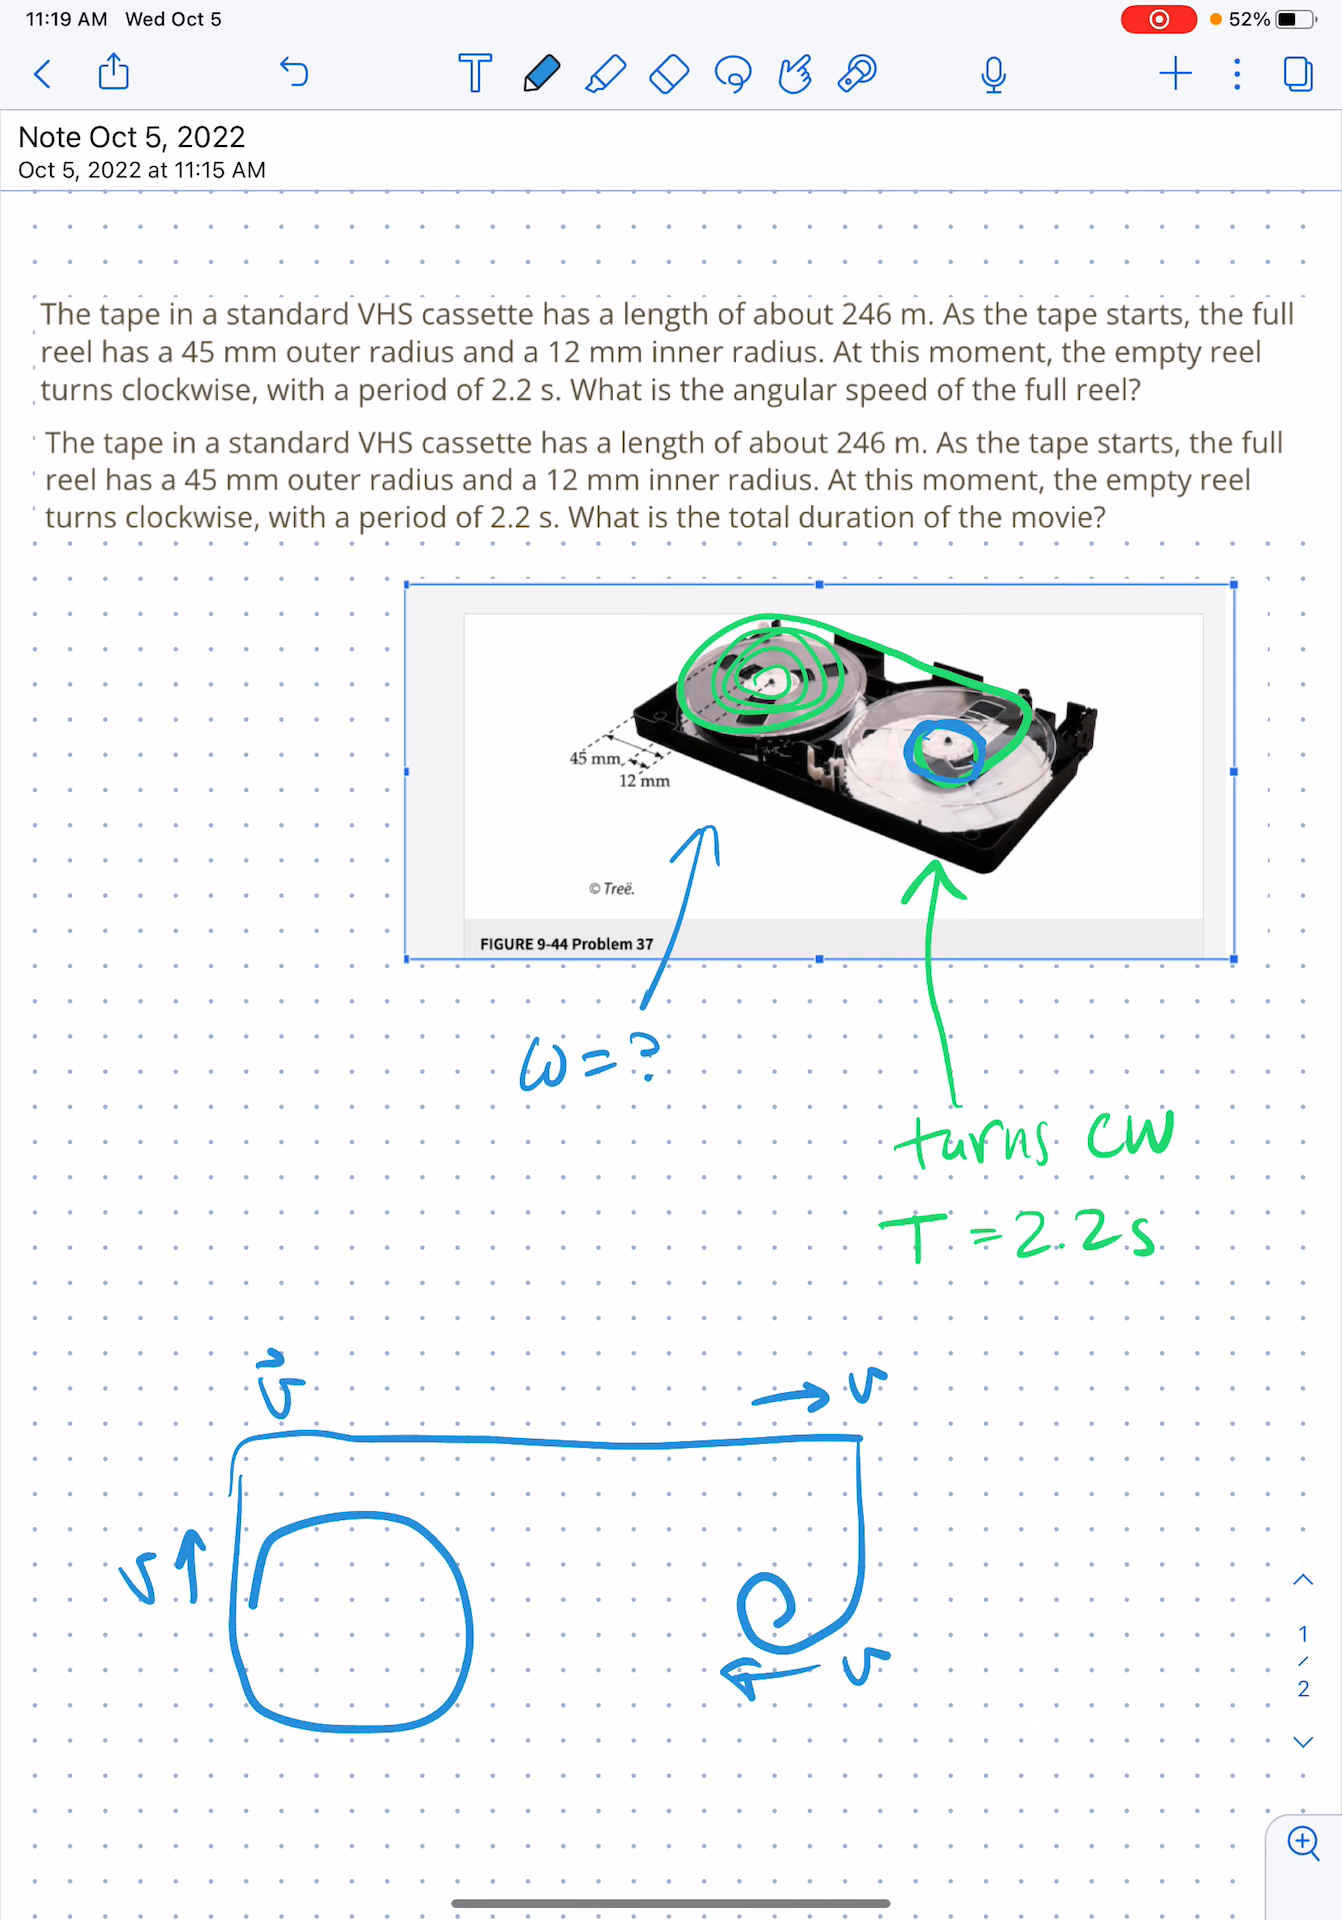 11:19 AM Wed Oct 5
52%
T
Note Oct 5, 2022
Oct 5, 2022 at 11:15 AM
The tape in a standard VHS cassette has a length of about 246 m. As the tape starts, the full
reel has a 45 mm outer radius and a 12 mm inner radius. At this moment, the empty reel
turns clockwise, with a period of 2.2 s. What is the angular speed of the full reel?
The tape in a standard VHS cassette has a length of about 246 m. As the tape starts, the full
reel has a 45 mm outer radius and a 12 mm inner radius. At this moment, the empty reel
turns clockwise, with a period of 2.2 s. What is the total duration of the movie?
45 mm
12 mm
© Treë.
FIGURE 9-44 Problem 37
ω = ?
turns CW
T = 2.2 s
v⃗
→ v
v ↑
← v
1
/
2